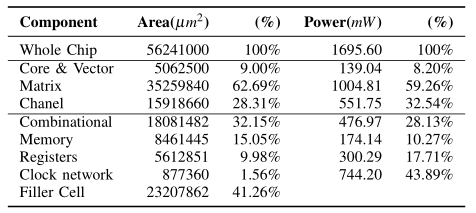 Component Area(μm²) (%) Power(mW) (%)
Whole Chip 56241000 100% 1695.60 100%
Core & Vector 5062500 9.00% 139.04 8.20%
Matrix 35259840 62.69% 1004.81 59.26%
Chanel 15918660 28.31% 551.75 32.54%
Combinational 18081482 32.15% 476.97 28.13%
Memory 8461445 15.05% 174.14 10.27%
Registers 5612851 9.98% 300.29 17.71%
Clock network 877360 1.56% 744.20 43.89%
Filler Cell 23207862 41.26%